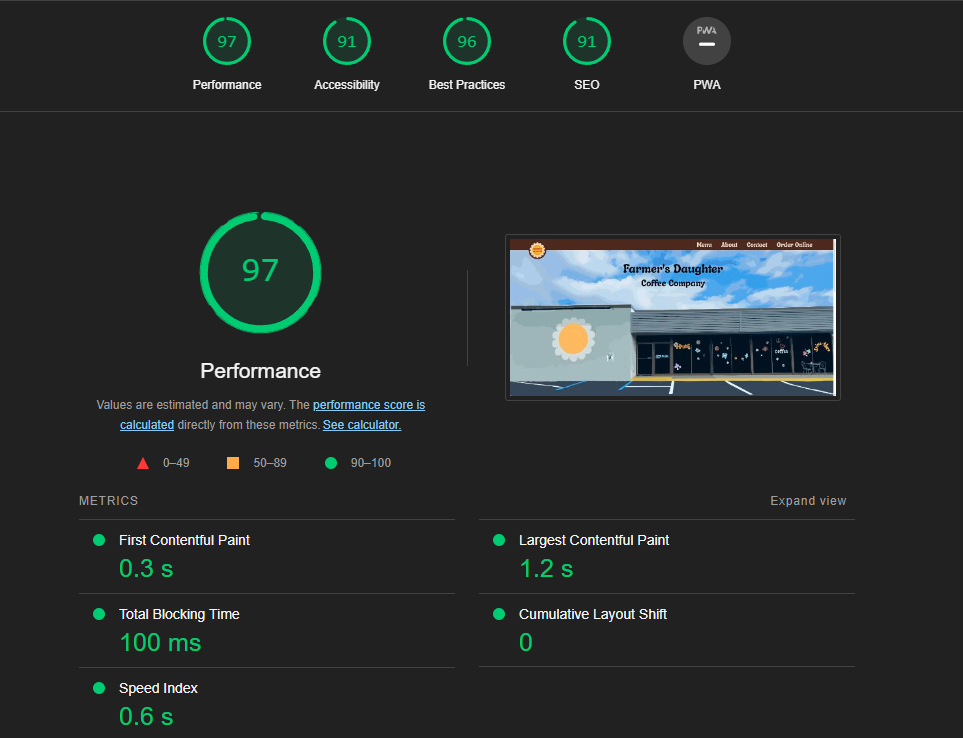 97 91 96 91 PWA
Performance Accessibility Best Practices SEO PWA
97
Performance
Values are estimated and may vary. The performance score is
calculated directly from these metrics. See calculator.
0–49 50–89 90–100
Menu About Contact Order Online
Farmer's Daughter
Coffee Company
METRICS Expand view
First Contentful Paint
0.3 s
Largest Contentful Paint
1.2 s
Total Blocking Time
100 ms
Cumulative Layout Shift
0
Speed Index
0.6 s